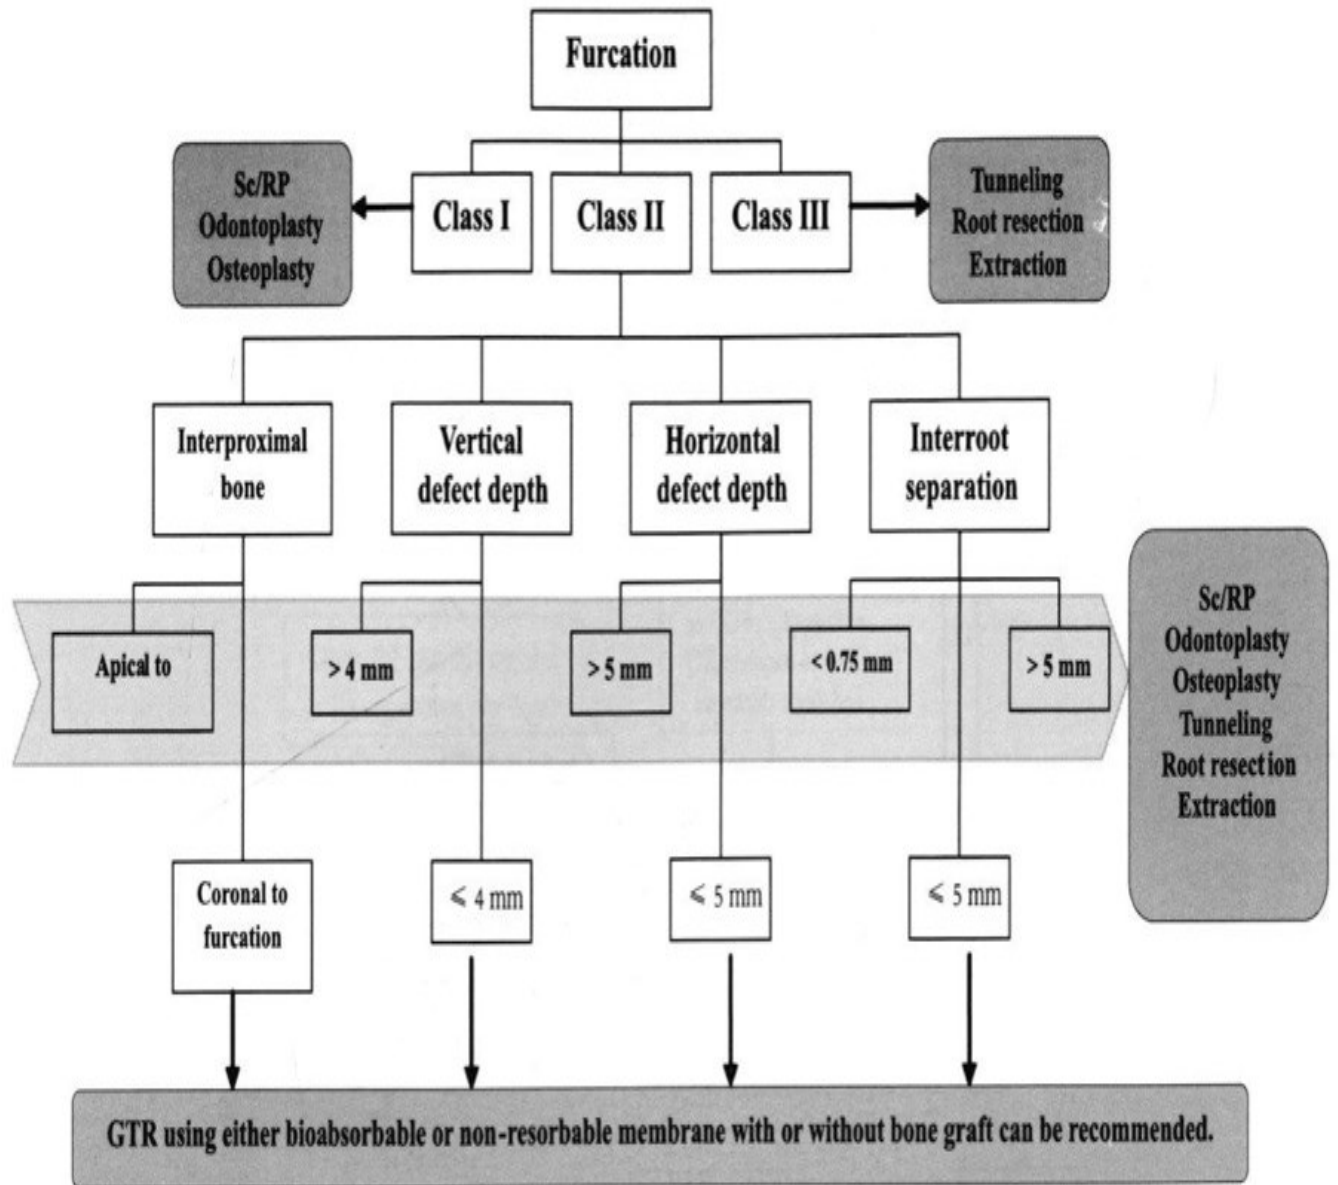 Furcation
Sc/RP
Odontoplasty
Osteoplasty
Class I
Class II
Class III
Tunneling
Root resection
Extraction
Interproximal
bone
Vertical
defect depth
Horizontal
defect depth
Interroot
separation
Apical to
> 4 mm
> 5 mm
< 0.75 mm
> 5 mm
Sc/RP
Odontoplasty
Osteoplasty
Tunneling
Root resection
Extraction
Coronal to
furcation
⩽ 4 mm
⩽ 5 mm
⩽ 5 mm
GTR using either bioabsorbable or non-resorbable membrane with or without bone graft can be recommended.